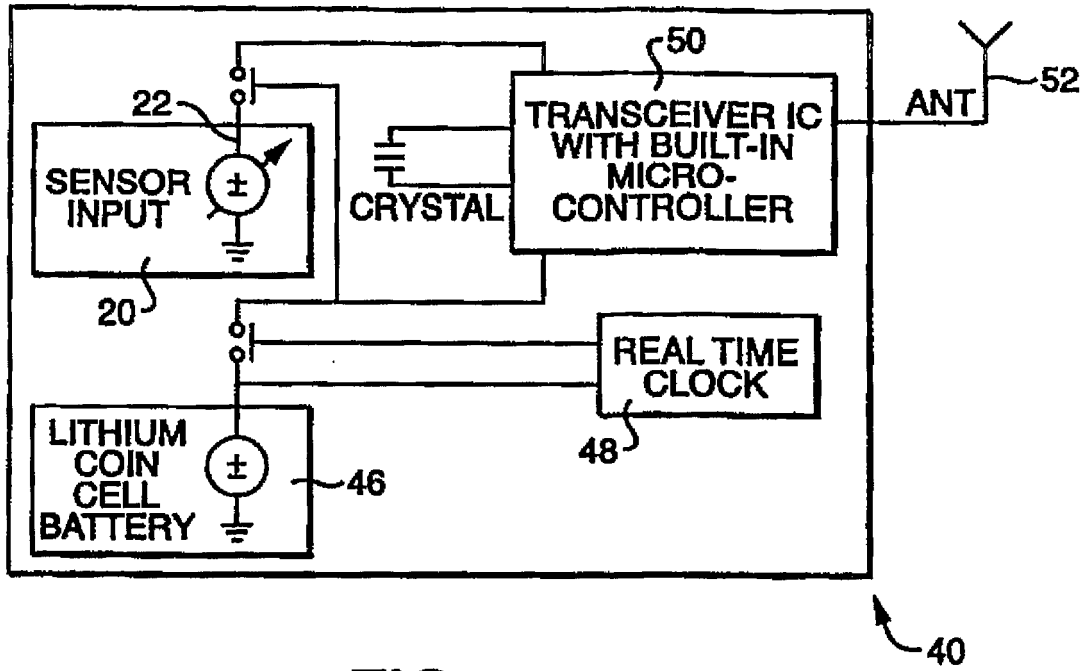 50
52
ANT
TRANSCEIVER IC
WITH BUILT-IN
MICRO-
CONTROLLER
22
SENSOR
INPUT
±
CRYSTAL
20
REAL TIME
CLOCK
48
LITHIUM
COIN
CELL
BATTERY
±
46
40